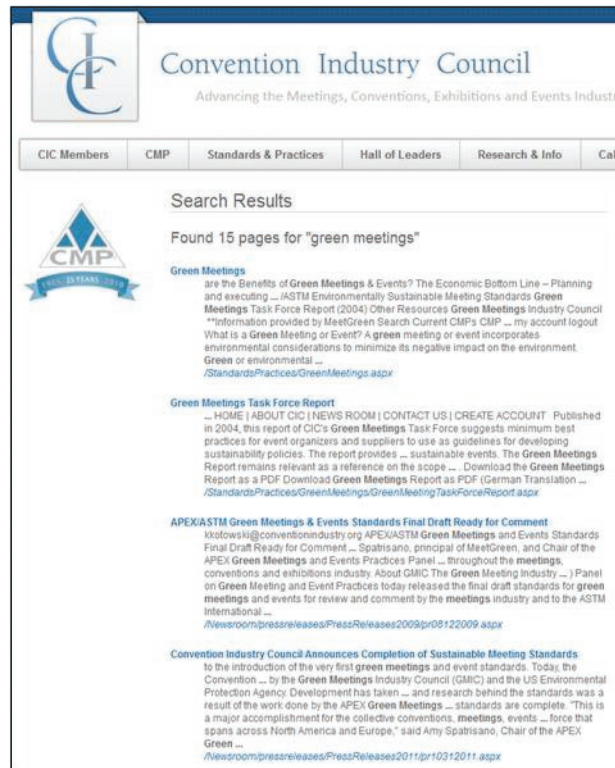 CIC
Convention Industry Council
Advancing the Meetings, Conventions, Exhibitions and Events Indust
CIC Members CMP Standards & Practices Hall of Leaders Research & Info Cal
CMP
1985 25 YEARS 2010
Search Results
Found 15 pages for "green meetings"
Green Meetings
are the Benefits of Green Meetings & Events? The Economic Bottom Line – Planning
and executing ... /ASTM Environmentally Sustainable Meeting Standards Green
Meetings Task Force Report (2004) Other Resources Green Meetings Industry Council
**Information provided by MeetGreen Search Current CMPs CMP ... my account logout
What is a Green Meeting or Event? A green meeting or event incorporates
environmental considerations to minimize its negative impact on the environment.
Green or environmental ...
/StandardsPractices/GreenMeetings.aspx
Green Meetings Task Force Report
... HOME | ABOUT CIC | NEWS ROOM | CONTACT US | CREATE ACCOUNT Published
in 2004, this report of CIC's Green Meetings Task Force suggests minimum best
practices for event organizers and suppliers to use as guidelines for developing
sustainability policies. The report provides ... sustainable events. The Green Meetings
Report remains relevant as a reference on the scope ... . Download the Green Meetings
Report as a PDF Download Green Meetings Report as PDF (German Translation ...
/StandardsPractices/GreenMeetings/GreenMeetingTaskForceReport.aspx
APEX/ASTM Green Meetings & Events Standards Final Draft Ready for Comment
kkotowski@conventionindustry.org APEX/ASTM Green Meetings and Events Standards
Final Draft Ready for Comment ... Spatrisano, principal of MeetGreen, and Chair of the
APEX Green Meetings and Events Practices Panel ... throughout the meetings,
conventions and exhibitions industry. About GMIC The Green Meeting Industry ... ) Panel
on Green Meeting and Event Practices today released the final draft standards for green
meetings and events for review and comment by the meetings industry and to the ASTM
International ...
/Newsroom/pressreleases/PressReleases2009/pr08122009.aspx
Convention Industry Council Announces Completion of Sustainable Meeting Standards
to the introduction of the very first green meetings and event standards. Today, the
Convention ... by the Green Meetings Industry Council (GMIC) and the US Environmental
Protection Agency. Development has taken ... and research behind the standards was a
result of the work done by the APEX Green Meetings ... standards are complete. "This is
a major accomplishment for the collective conventions, meetings, events ... force that
spans across North America and Europe," said Amy Spatrisano, Chair of the APEX
Green ...
/Newsroom/pressreleases/PressReleases2011/pr10312011.aspx